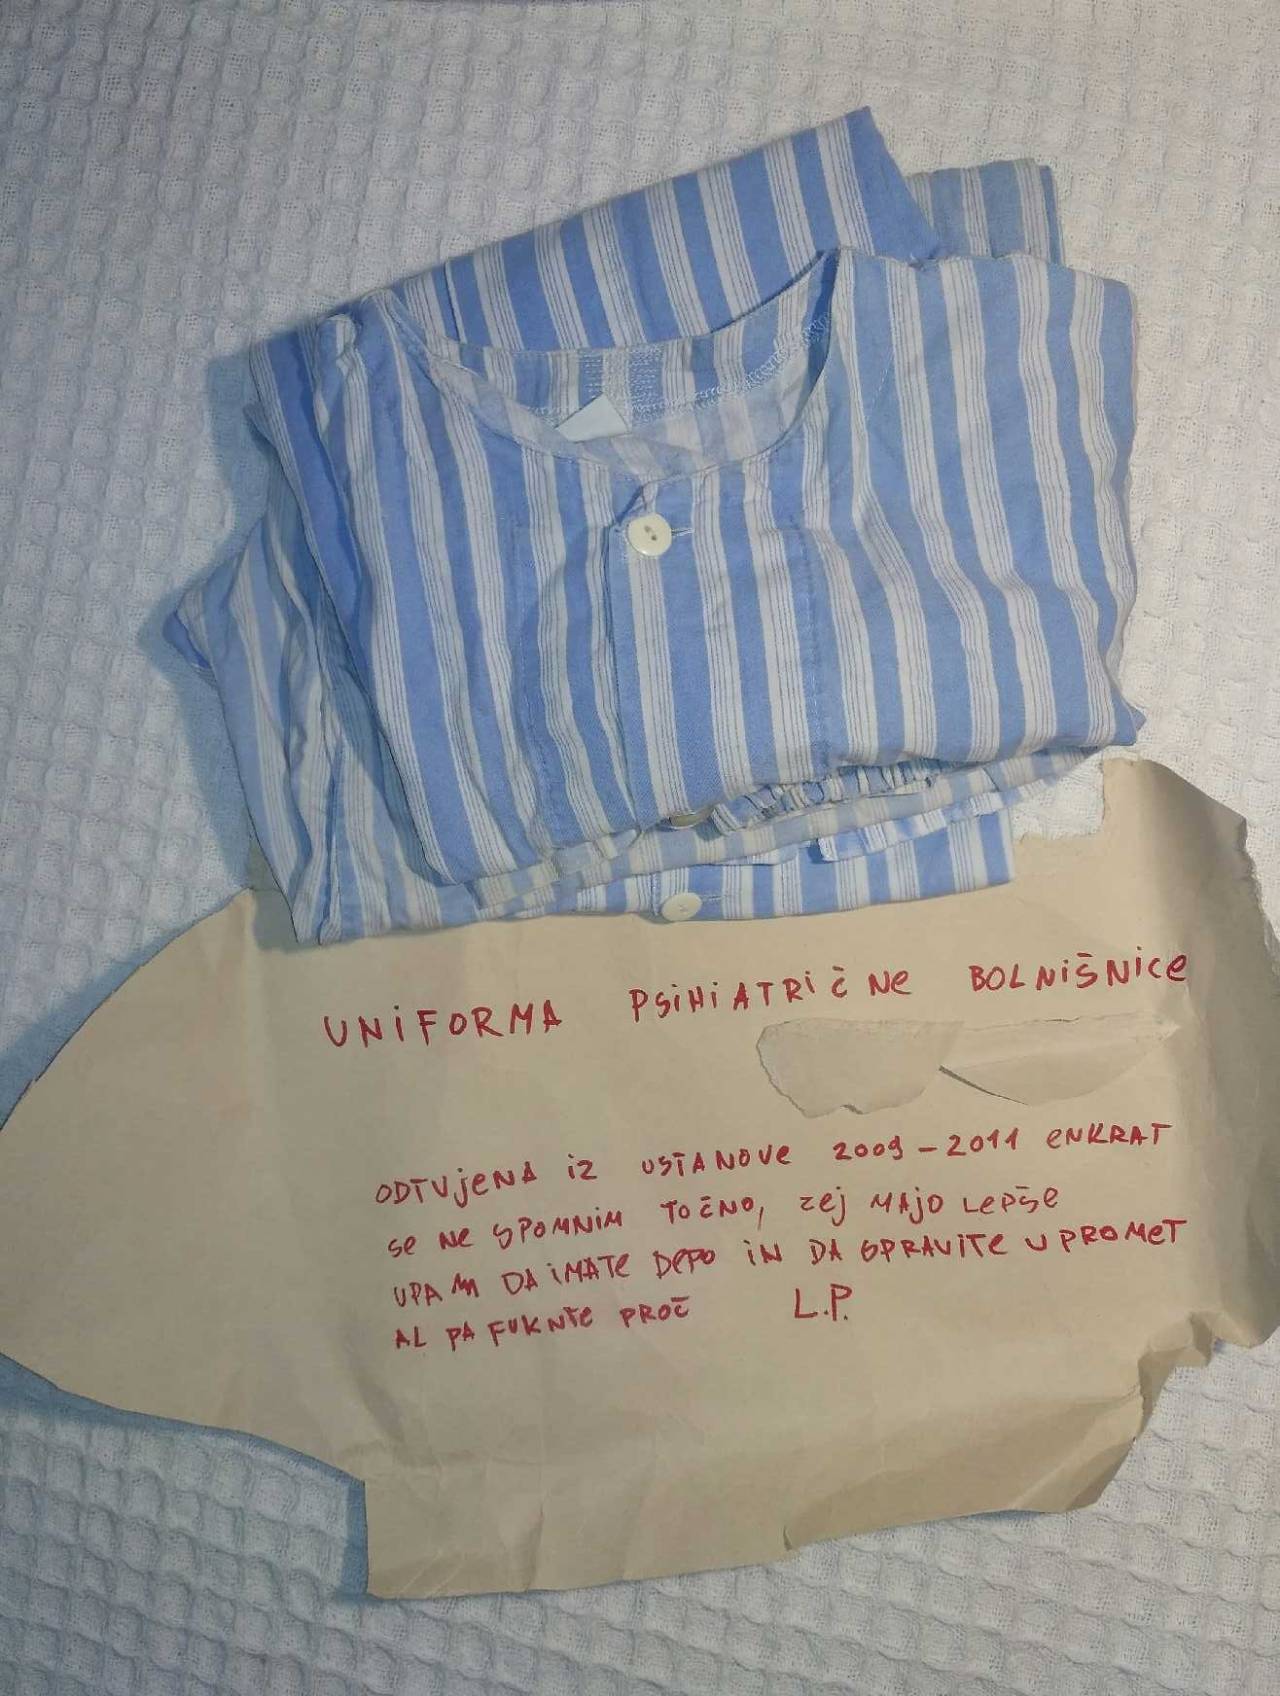 UNIFORMA PSIHIATRIČNE BOLNIŠNICE
ODTUJENA IZ USTANOVE 2009-2011 ENKRAT
SE NE SPOMNIM TOČNO, ZEJ MAJO LEPŠE
UPAM DA IMATE DEPO IN DA SPRAVITE U PROMET
AL PA FUKNTE PROČ L.P.